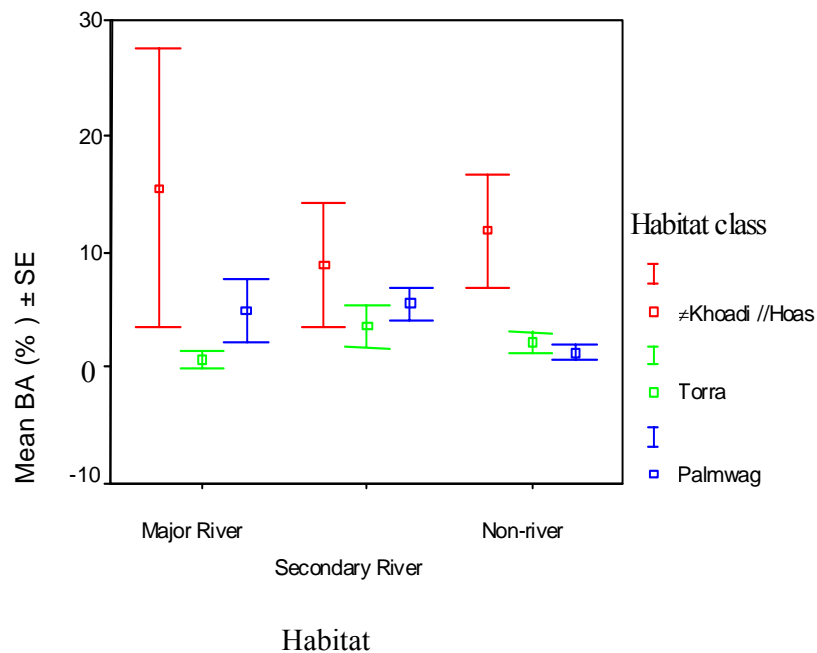 30
20
10
0
-10
Mean BA (% ) ± SE
Major River
Secondary River
Non-river
Habitat
Habitat class
≠Khoadi //Hoas
Torra
Palmwag